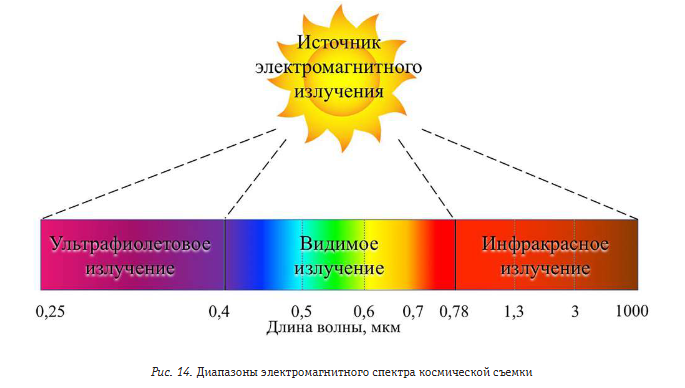 Источник
электромагнитного
излучения
Ультрафиолетовое
излучение
Видимое
излучение
Инфракрасное
излучение
0,25 0,4 0,5 0,6 0,7 0,78 1,3 3 1000
Длина волны, мкм
Рис. 14. Диапазоны электромагнитного спектра космической съемки